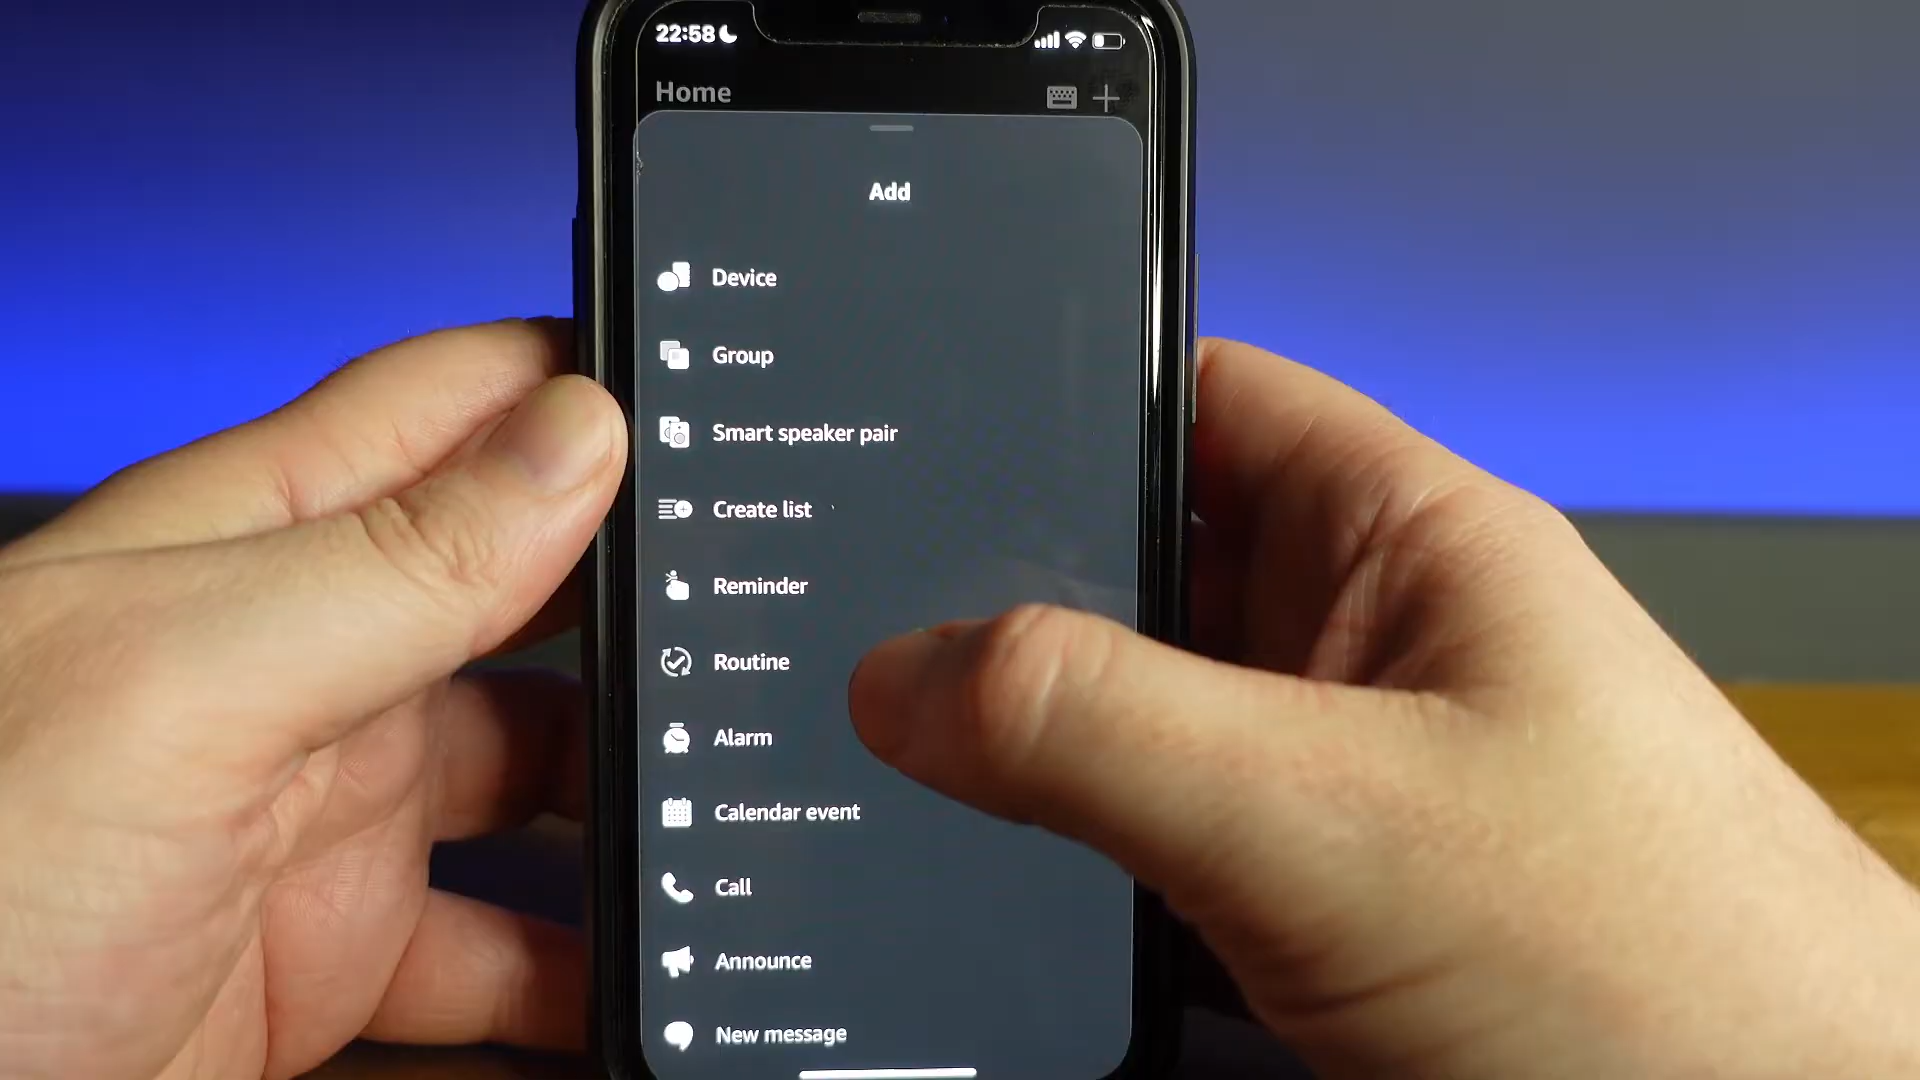 22:58
Home
Add
Device
Group
Smart speaker pair
Create list
Reminder
Routine
Alarm
Calendar event
Call
Announce
New message